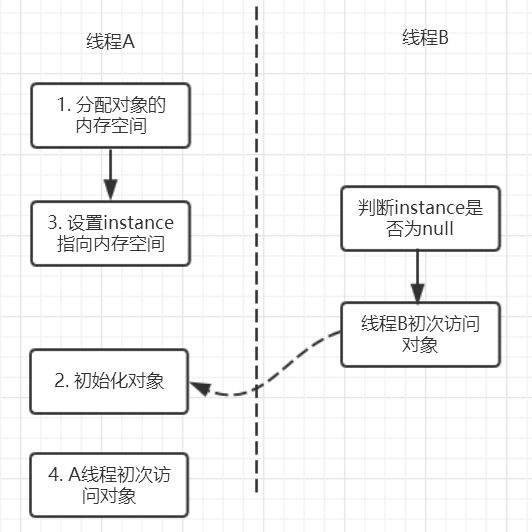 线程A
线程B
1. 分配对象的
内存空间
3. 设置instance
指向内存空间
判断instance是
否为null
线程B初次访问
对象
2. 初始化对象
4. A线程初次访
问对象